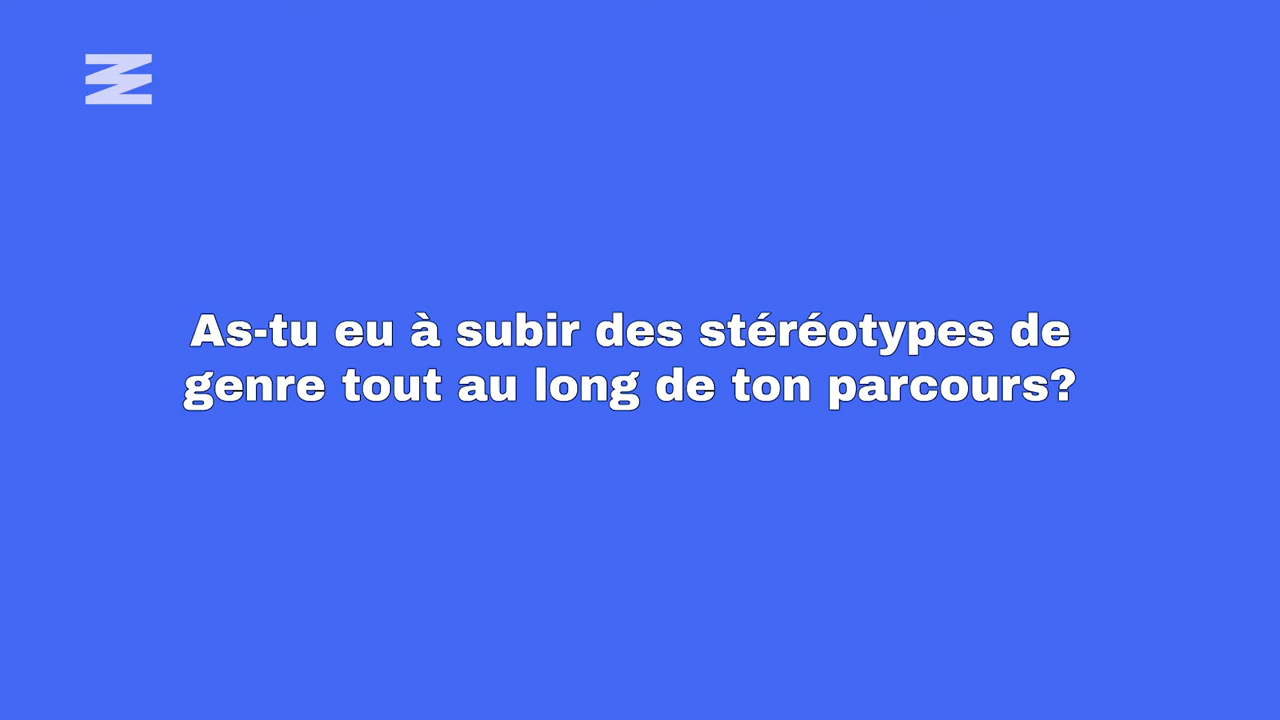 As-tu eu à subir des stéréotypes de
genre tout au long de ton parcours?